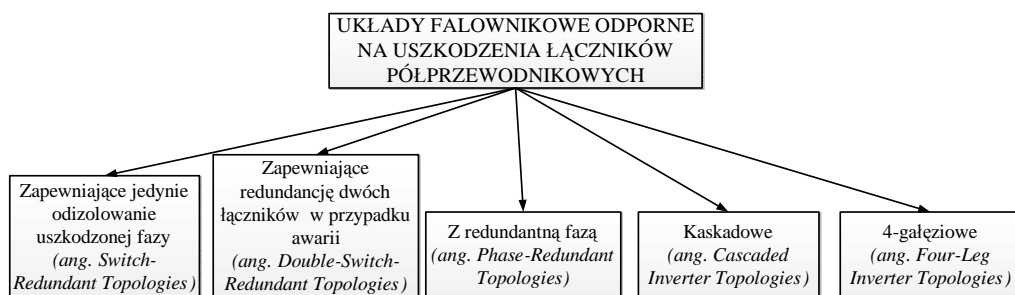 UKŁADY FALOWNIKOWE ODPORNE
NA USZKODZENIA ŁĄCZNIKÓW
PÓŁPRZEWODNIKOWYCH
Zapewniające jedynie
odizolowanie
uszkodzonej fazy
(ang. Switch-
Redundant Topologies)
Zapewniające
redundancję dwóch
łączników w przypadku
awarii
(ang. Double-Switch-
Redundant Topologies)
Z redundantną fazą
(ang. Phase-Redundant
Topologies)
Kaskadowe
(ang. Cascaded
Inverter Topologies)
4-gałęziowe
(ang. Four-Leg
Inverter Topologies)